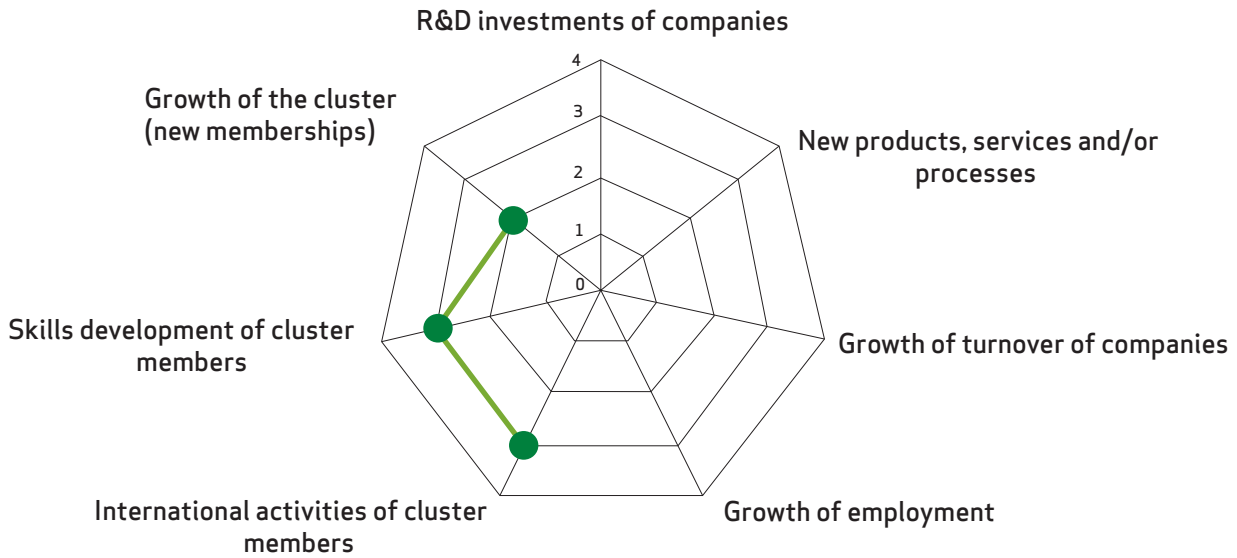 R&D investments of companies
4
Growth of the cluster
(new memberships)
3
New products, services and/or
processes
2
1
0
Skills development of cluster
members
Growth of turnover of companies
International activities of cluster
members
Growth of employment